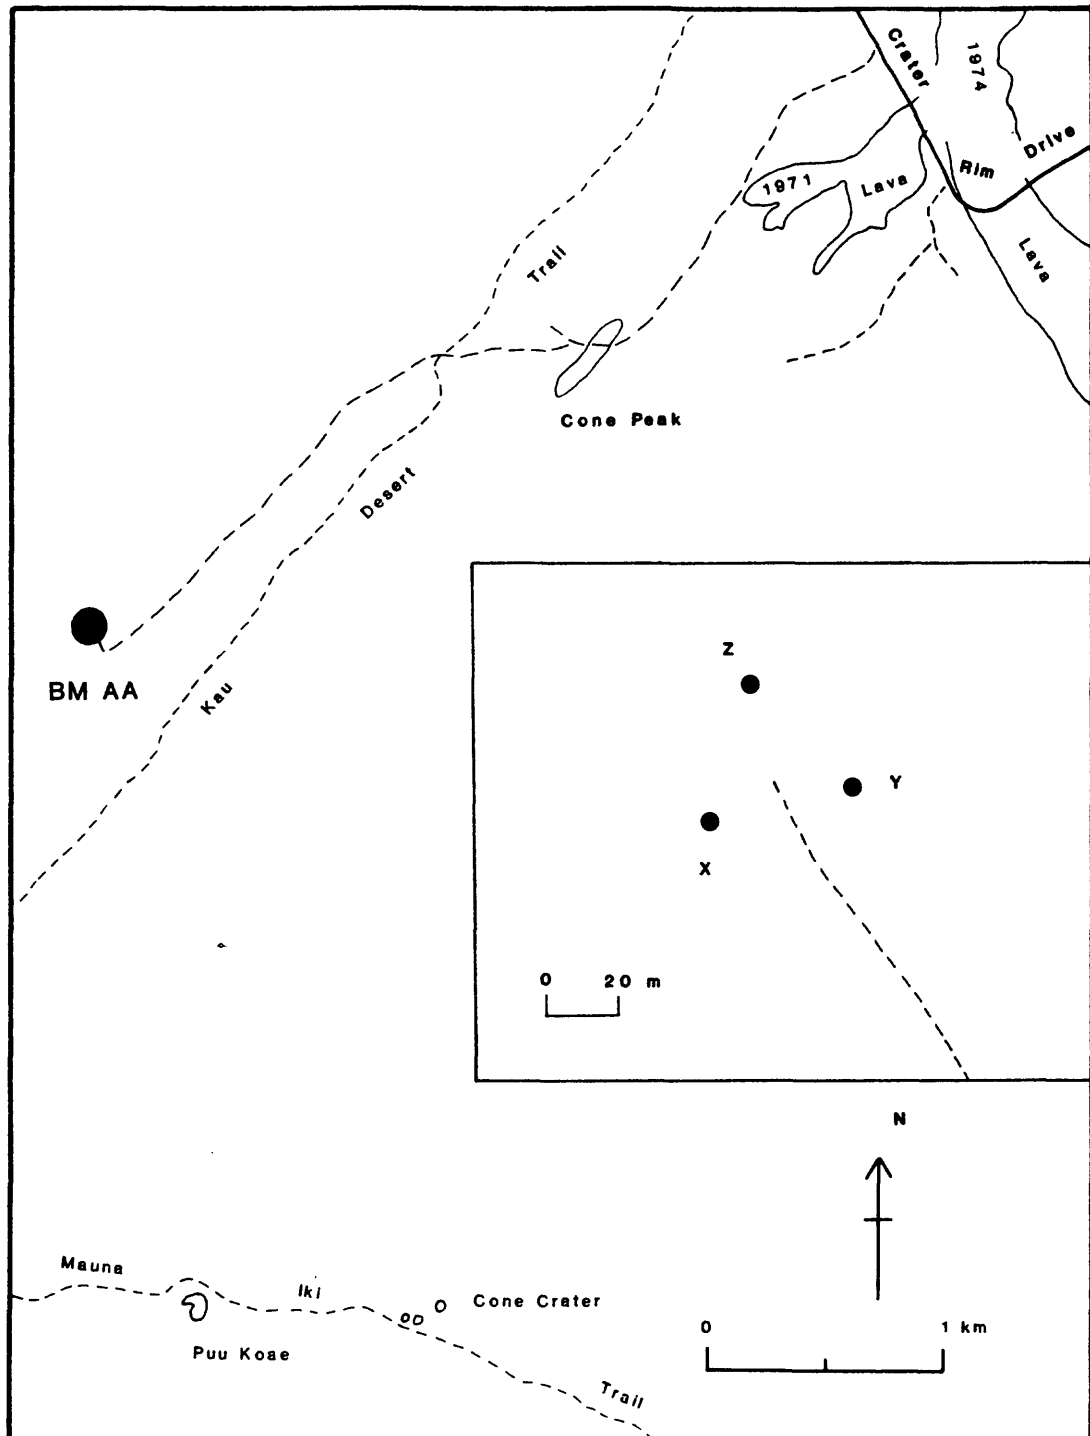 Crater
1974
Rim Drive
1971 Lava
Lava
Trail
Cone Peak
Desert
BM AA
Kau
Z
Y
X
0 20 m
N
Mauna
Iki
Cone Crater
Puu Koae
0 1 km
Trail